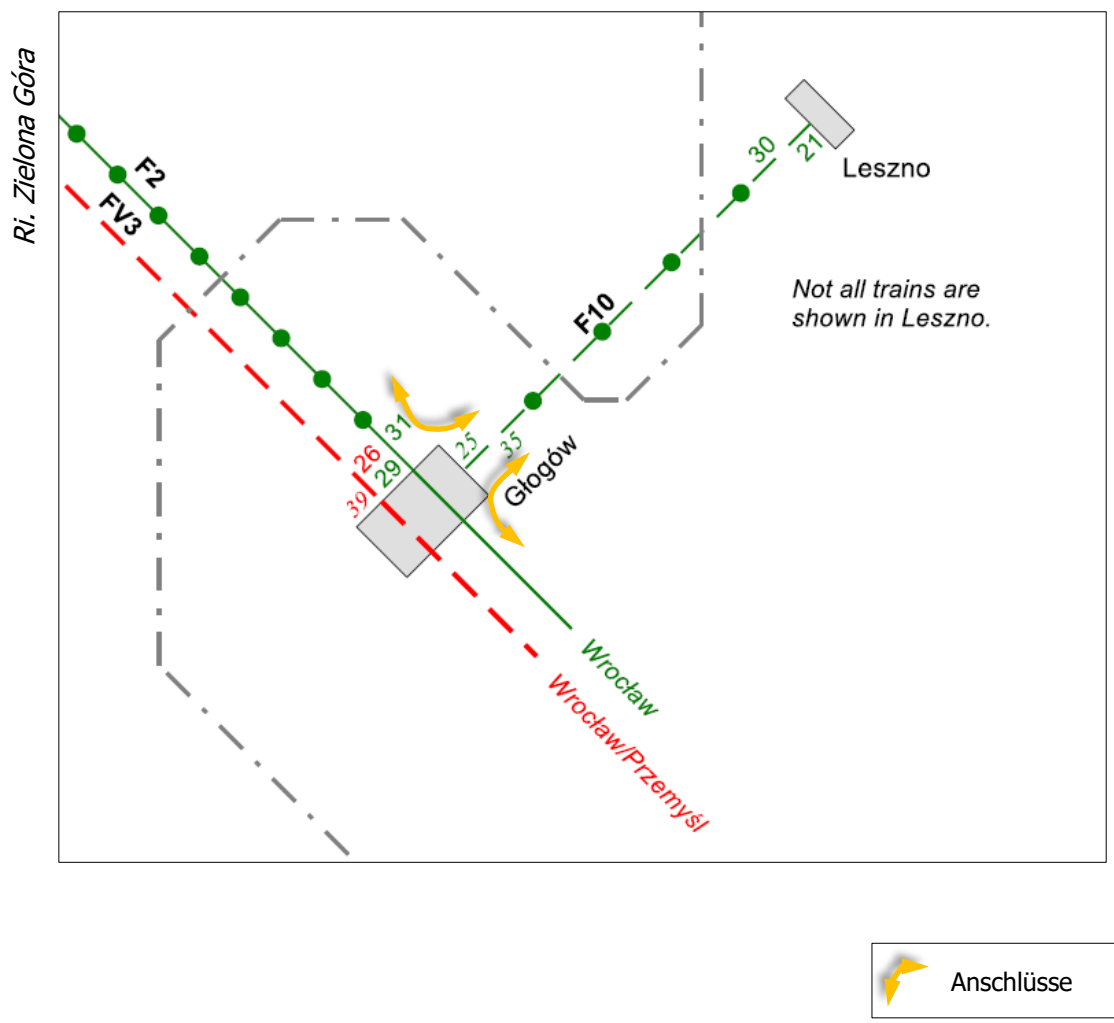 Ri. Zielona Góra
F2
FV3
30
21
Leszno
Not all trains are
shown in Leszno.
F10
31
26
29
39
25
35
Głogów
Wrocław
Wrocław/Przemyśl
Anschlüsse